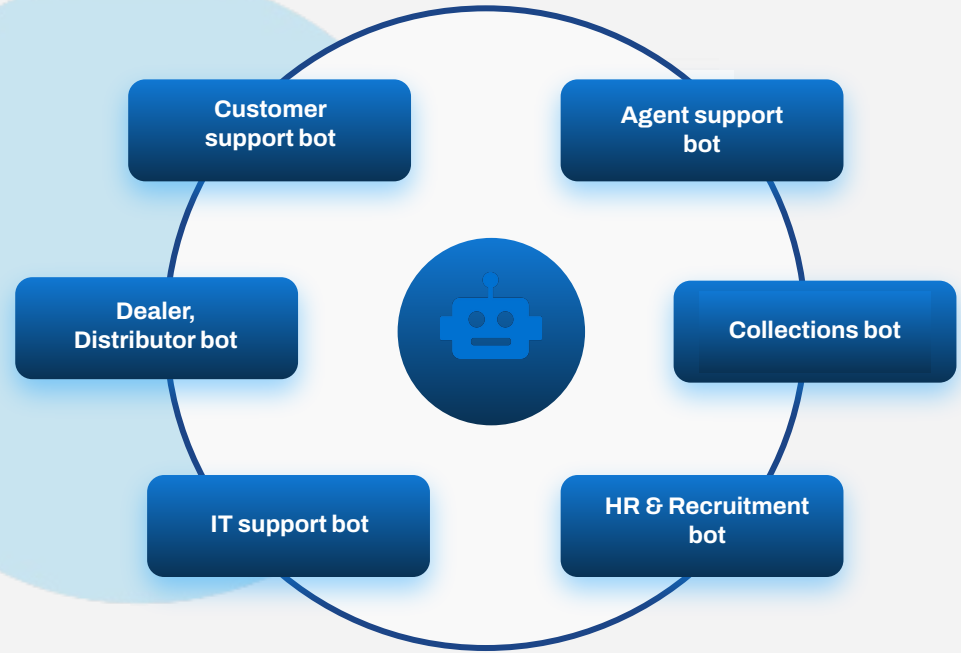 Customer
support bot
Agent support
bot
Dealer,
Distributor bot
Collections bot
IT support bot
HR & Recruitment
bot